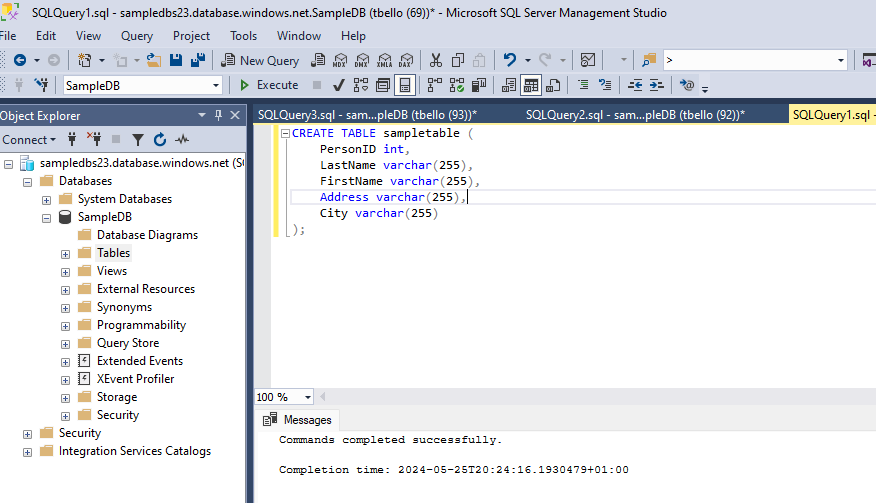 SQLQuery1.sql - sampledbs23.database.windows.net.SampleDB (tbello (69))* - Microsoft SQL Server Management Studio
File Edit View Query Project Tools Window Help
New Query MDX DMX XMLA DAX >
SampleDB Execute
Object Explorer
Connect
sampledbs23.database.windows.net (SQ
Databases
System Databases
SampleDB
Database Diagrams
Tables
Views
External Resources
Synonyms
Programmability
Query Store
Extended Events
XEvent Profiler
Storage
Security
Security
Integration Services Catalogs
SQLQuery3.sql - sam...pleDB (tbello (93))* SQLQuery2.sql - sam...pleDB (tbello (92))* SQLQuery1.sql -
CREATE TABLE sampletable (
PersonID int,
LastName varchar(255),
FirstName varchar(255),
Address varchar(255),
City varchar(255)
);
100 %
Messages
Commands completed successfully.
Completion time: 2024-05-25T20:24:16.1930479+01:00